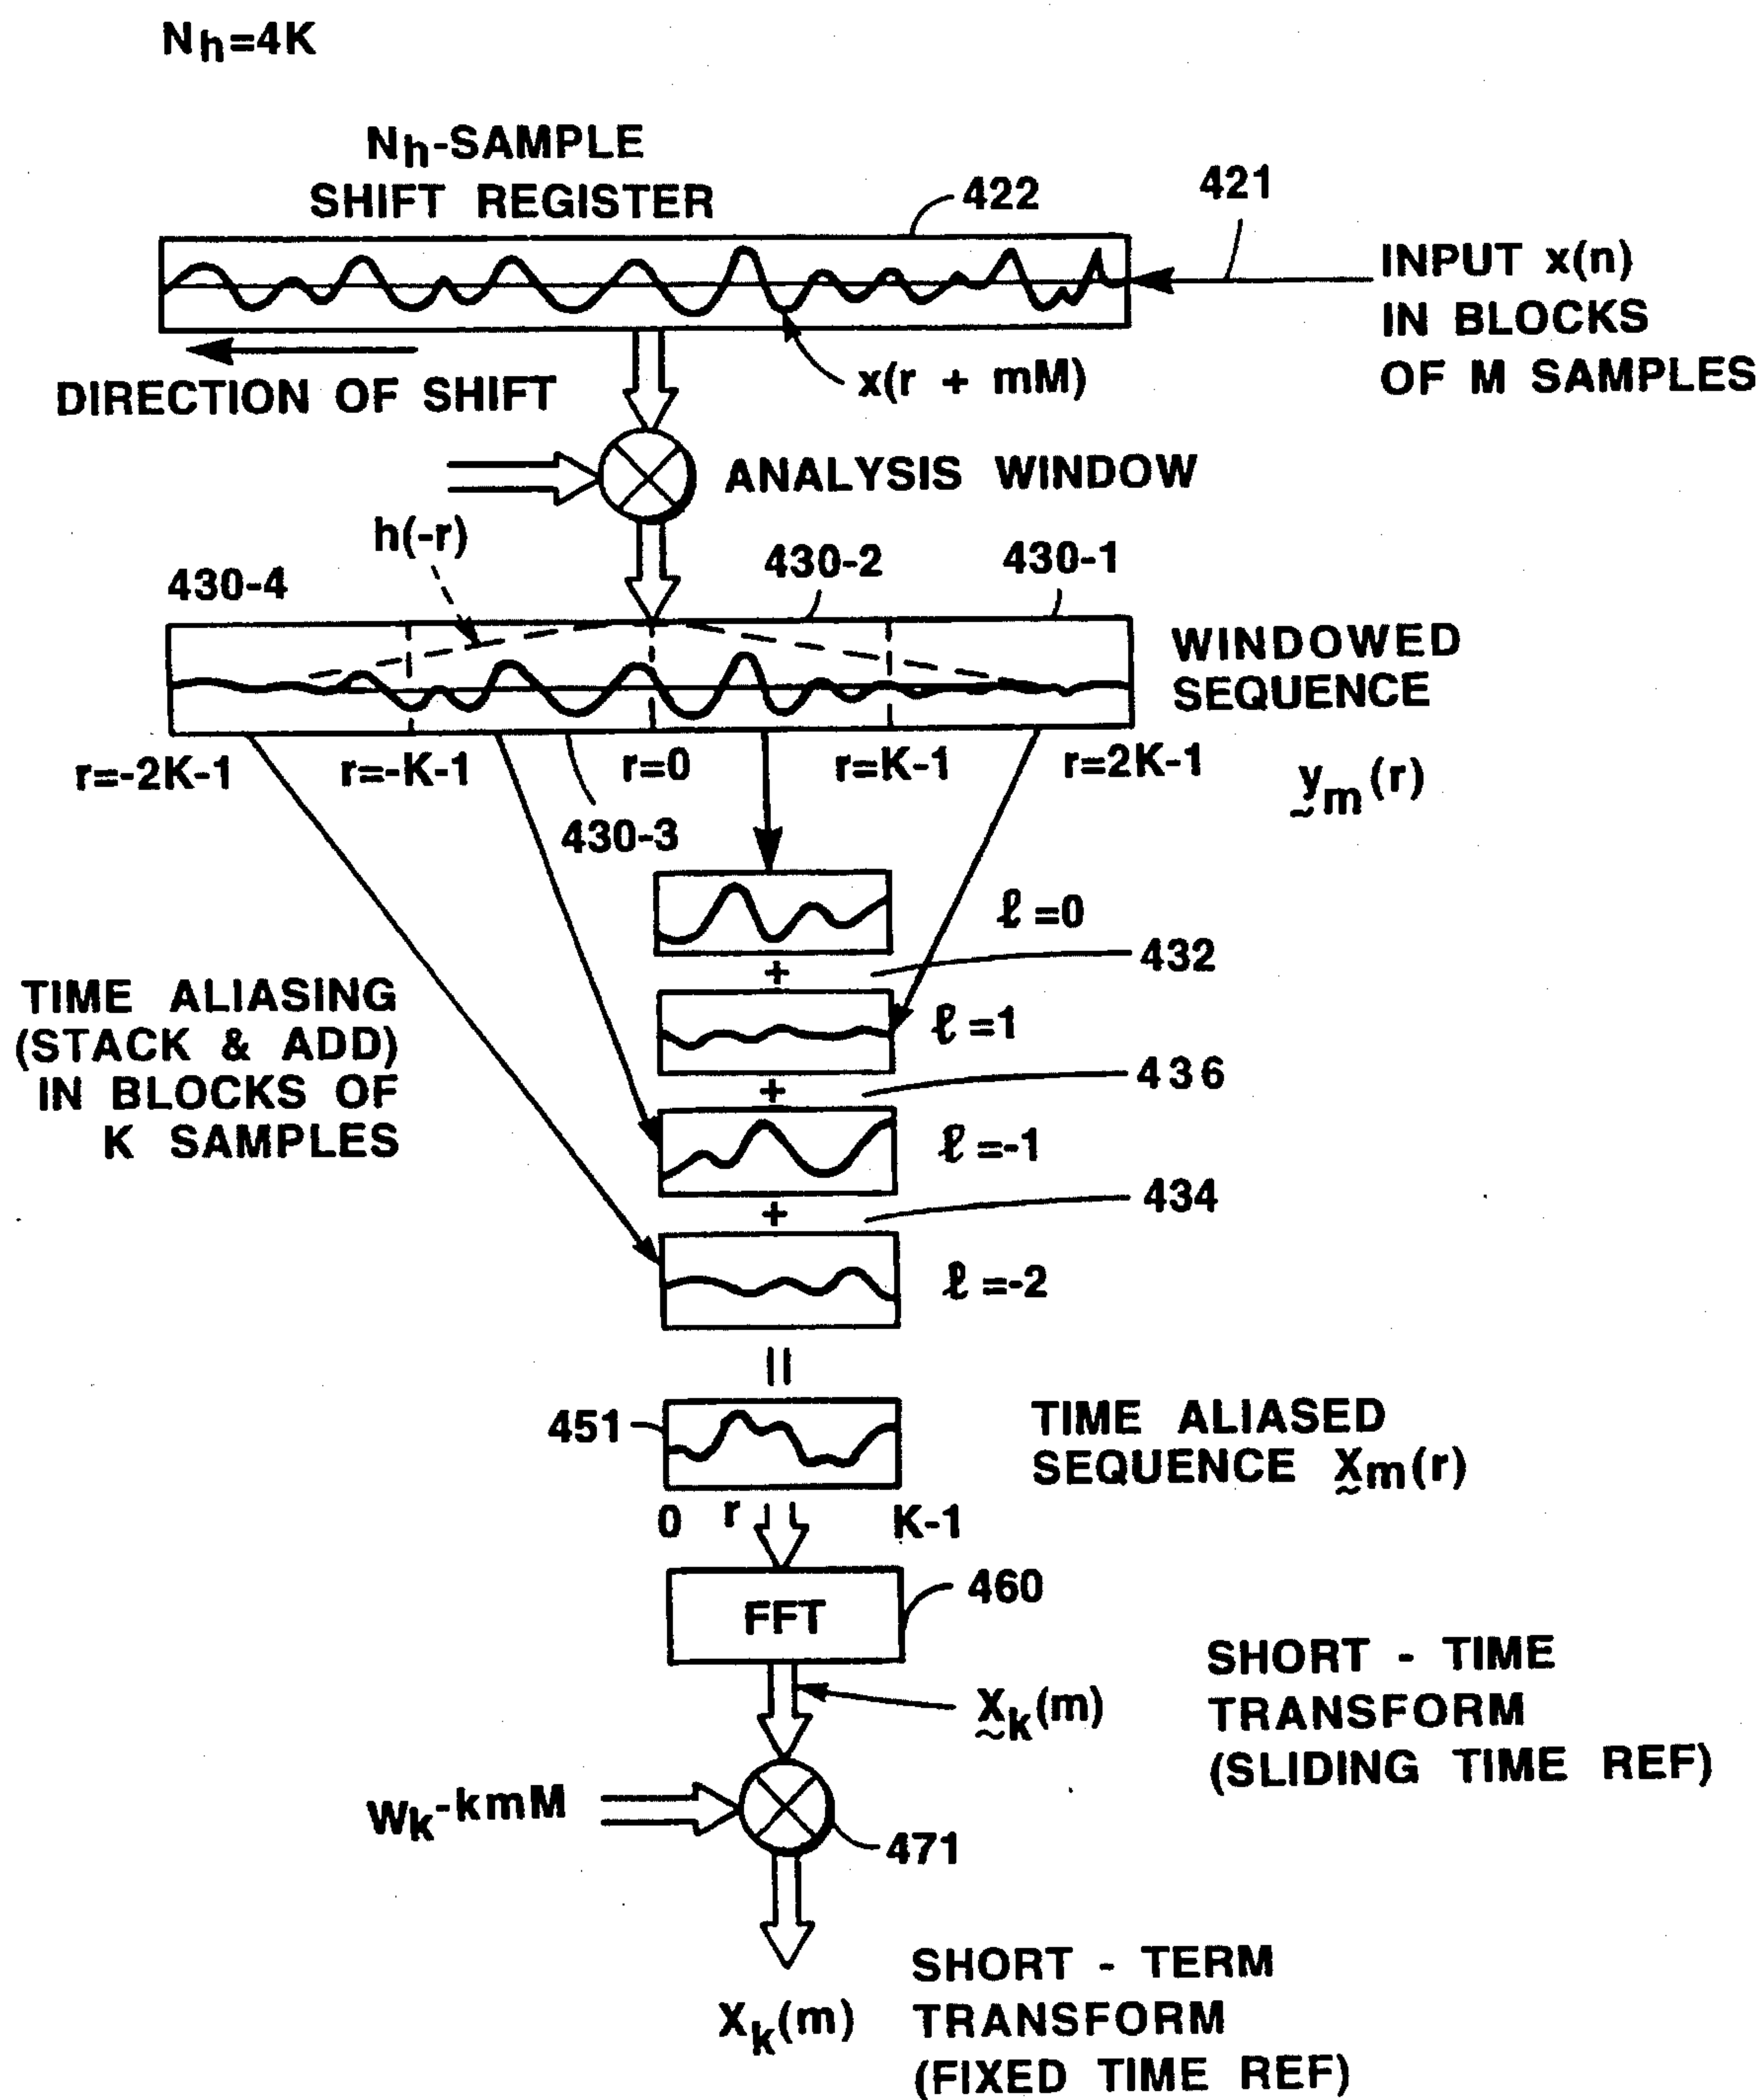 Nh=4K
Nh-SAMPLE
SHIFT REGISTER
422
421
INPUT x(n)
IN BLOCKS
OF M SAMPLES
DIRECTION OF SHIFT
x(r + mM)
ANALYSIS WINDOW
h(-r)
430-4
430-2
430-1
WINDOWED
SEQUENCE
r=-2K-1
r=-K-1
r=0
r=K-1
r=2K-1
y̰m(r)
430-3
ℓ=0
+
432
TIME ALIASING
(STACK & ADD)
IN BLOCKS OF
K SAMPLES
ℓ=1
+
436
ℓ=-1
+
434
ℓ=-2
=
451
TIME ALIASED
SEQUENCE X̰m(r)
0 r K-1
FFT
460
X̰k(m)
SHORT - TIME
TRANSFORM
(SLIDING TIME REF)
Wk-kmM
471
Xk(m)
SHORT - TERM
TRANSFORM
(FIXED TIME REF)